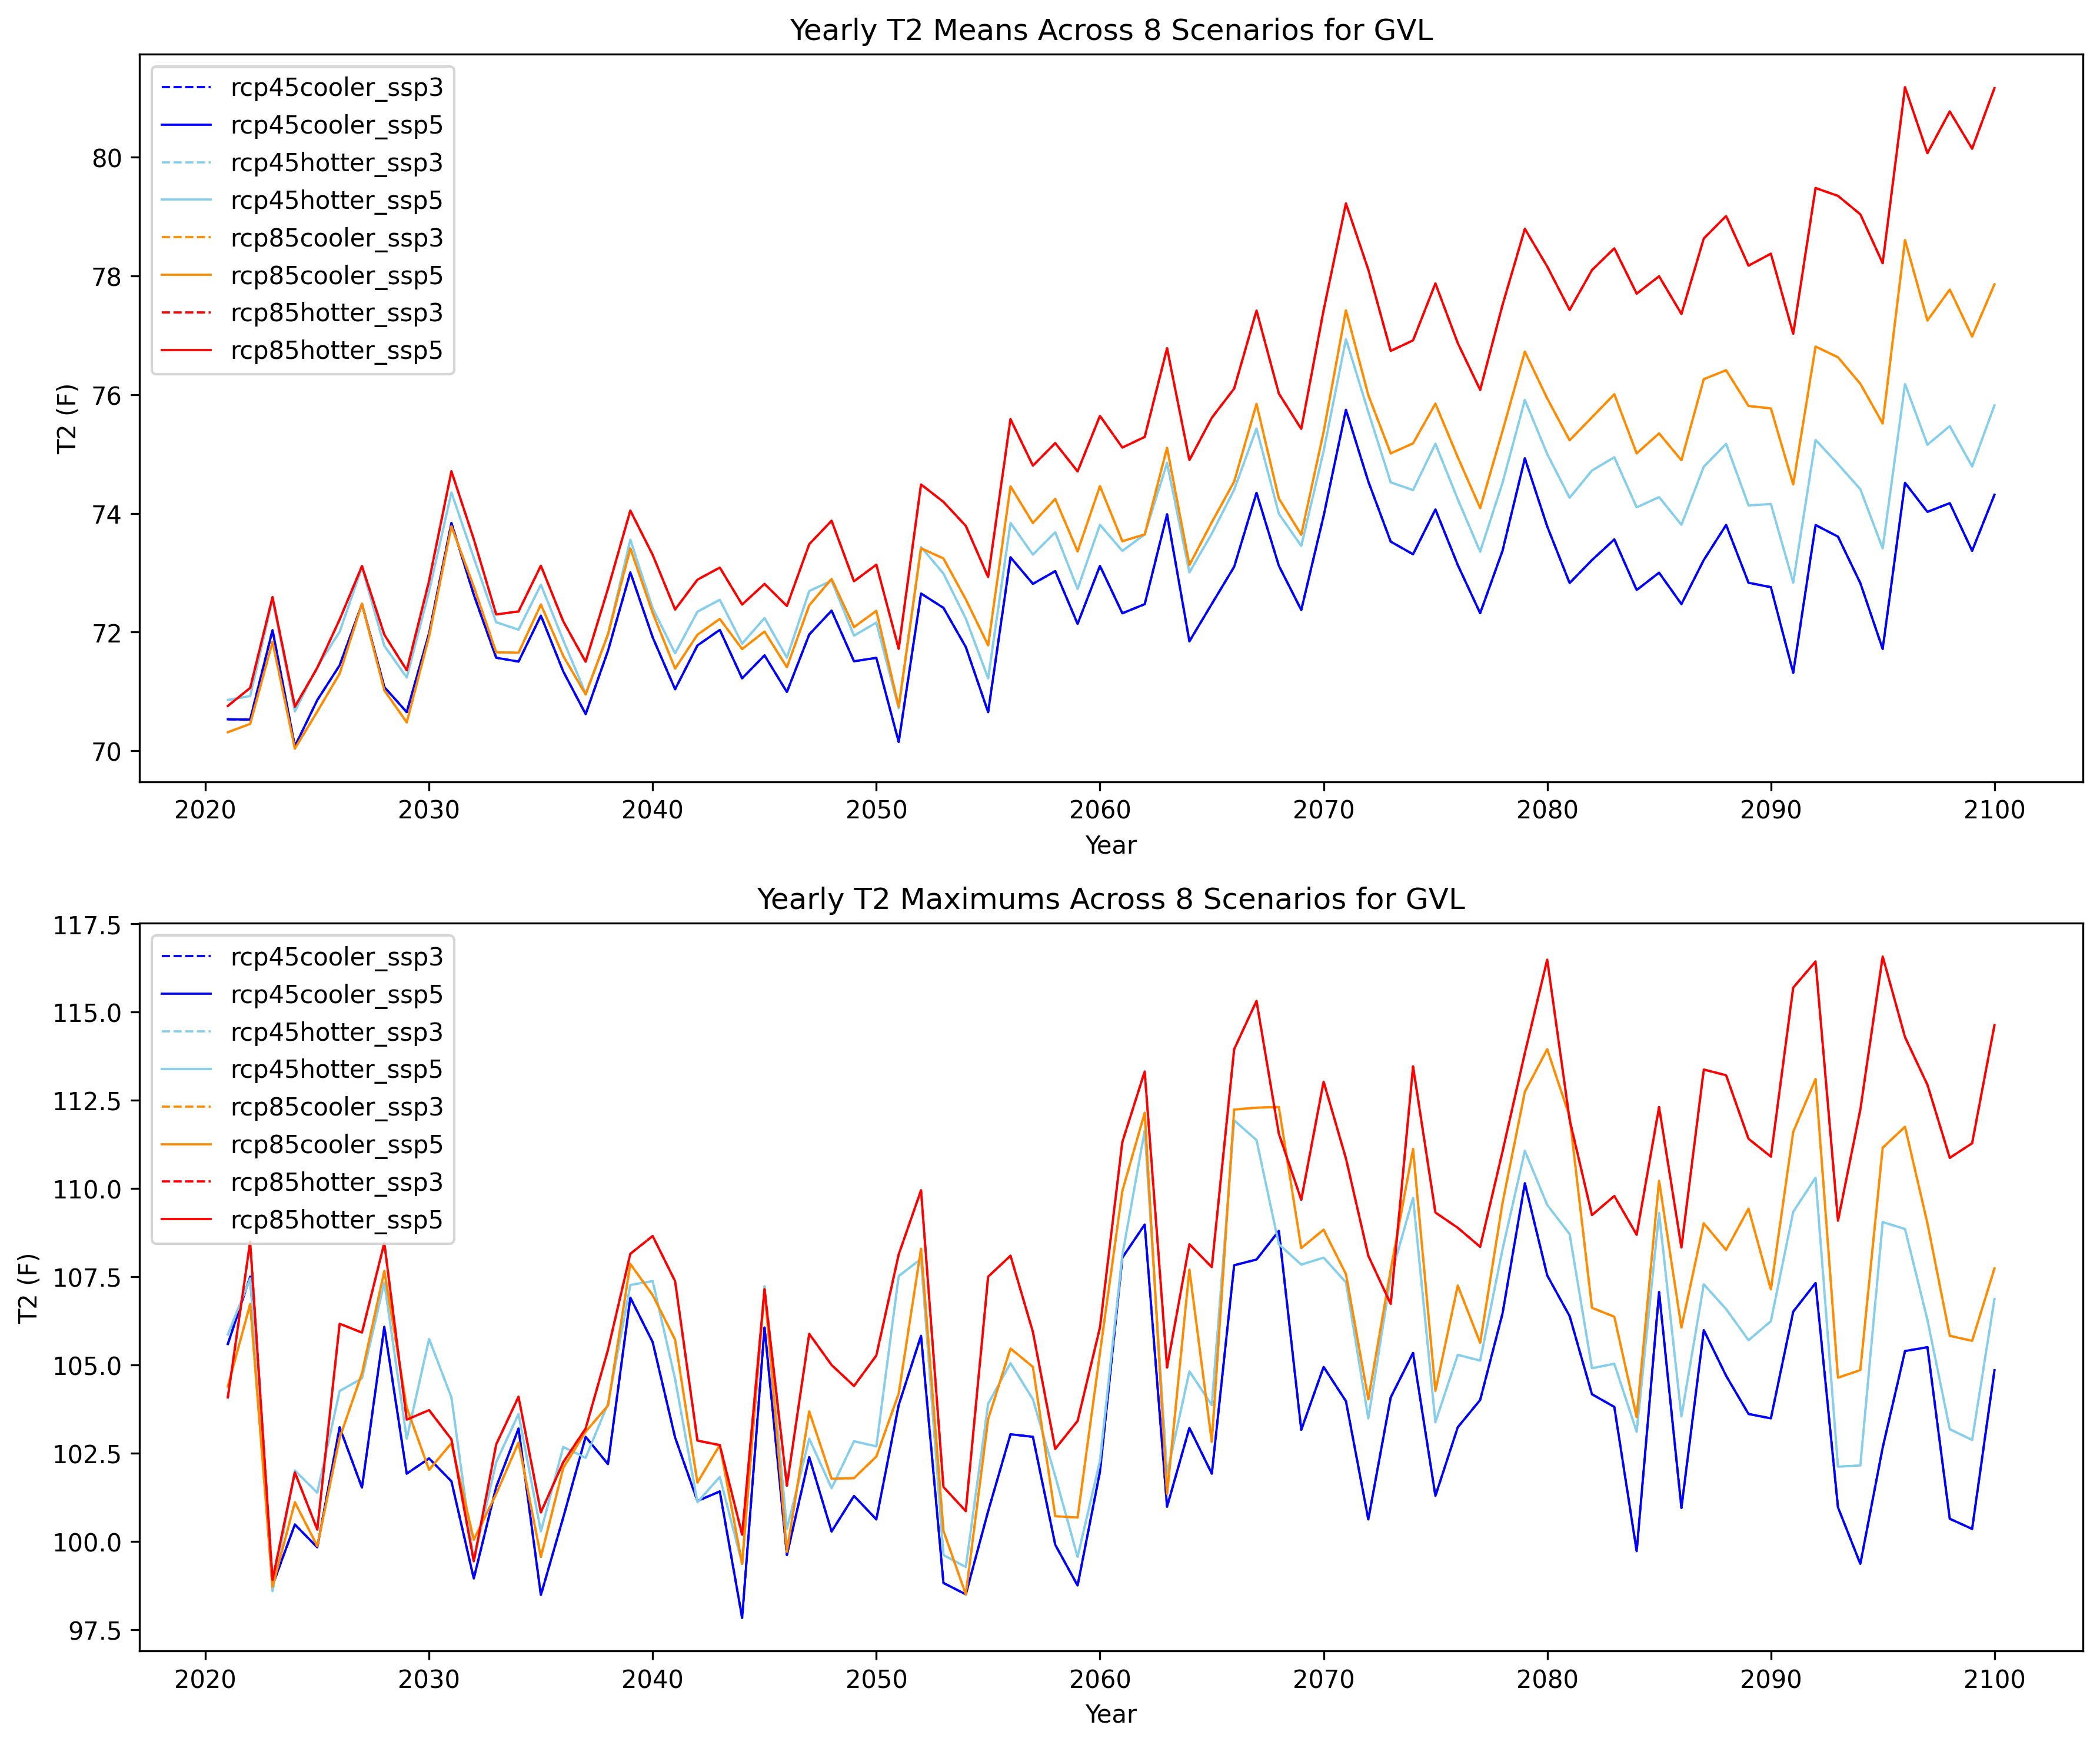 Yearly T2 Means Across 8 Scenarios for GVL
rcp45cooler_ssp3
rcp45cooler_ssp5
rcp45hotter_ssp3
rcp45hotter_ssp5
rcp85cooler_ssp3
rcp85cooler_ssp5
rcp85hotter_ssp3
rcp85hotter_ssp5
80
78
76
74
72
70
T2 (F)
2020 2030 2040 2050 2060 2070 2080 2090 2100
Year
Yearly T2 Maximums Across 8 Scenarios for GVL
rcp45cooler_ssp3
rcp45cooler_ssp5
rcp45hotter_ssp3
rcp45hotter_ssp5
rcp85cooler_ssp3
rcp85cooler_ssp5
rcp85hotter_ssp3
rcp85hotter_ssp5
117.5
115.0
112.5
110.0
107.5
105.0
102.5
100.0
97.5
T2 (F)
2020 2030 2040 2050 2060 2070 2080 2090 2100
Year